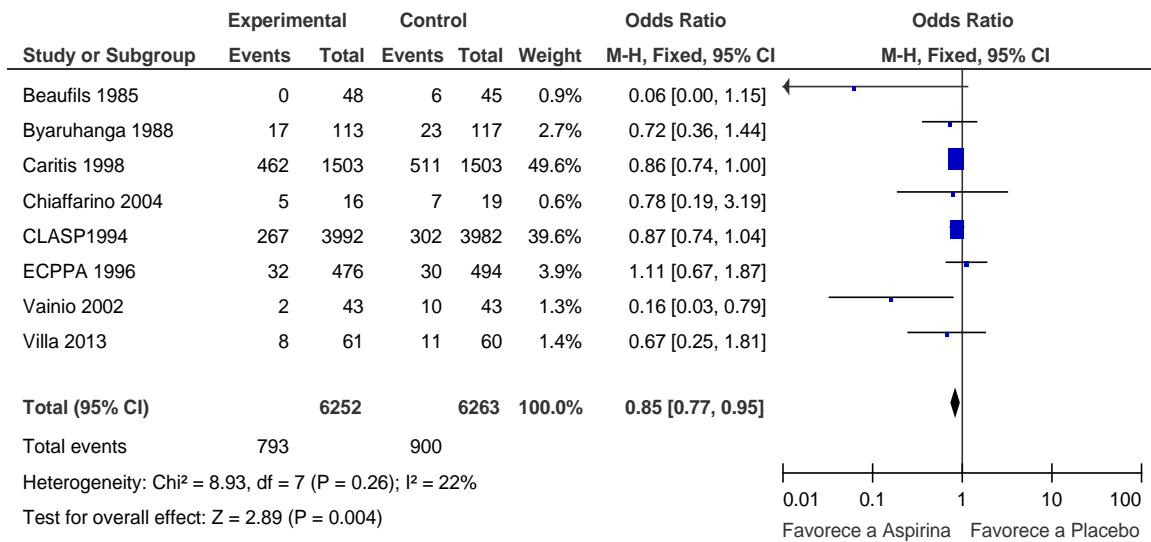 Experimental Control Odds Ratio Odds Ratio
Study or Subgroup Events Total Events Total Weight M-H, Fixed, 95% CI M-H, Fixed, 95% CI
Beaufils 1985 0 48 6 45 0.9% 0.06 [0.00, 1.15]
Byaruhanga 1988 17 113 23 117 2.7% 0.72 [0.36, 1.44]
Caritis 1998 462 1503 511 1503 49.6% 0.86 [0.74, 1.00]
Chiaffarino 2004 5 16 7 19 0.6% 0.78 [0.19, 3.19]
CLASP1994 267 3992 302 3982 39.6% 0.87 [0.74, 1.04]
ECPPA 1996 32 476 30 494 3.9% 1.11 [0.67, 1.87]
Vainio 2002 2 43 10 43 1.3% 0.16 [0.03, 0.79]
Villa 2013 8 61 11 60 1.4% 0.67 [0.25, 1.81]
Total (95% CI) 6252 6263 100.0% 0.85 [0.77, 0.95]
Total events 793 900
Heterogeneity: Chi² = 8.93, df = 7 (P = 0.26); I² = 22%
Test for overall effect: Z = 2.89 (P = 0.004)
0.01 0.1 1 10 100
Favorece a Aspirina Favorece a Placebo